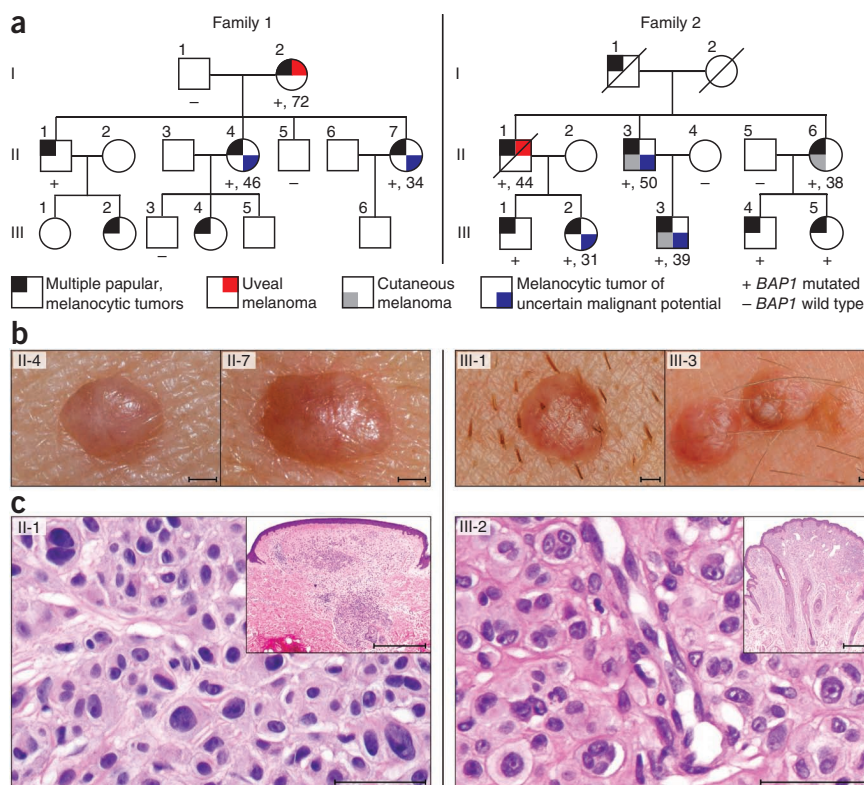 a
Family 1
Family 2
I
1
2
–
+, 72
I
1
2
II
1
2
3
4
5
6
7
+
+, 46
–
+, 34
II
1
2
3
4
5
6
+, 44
+, 50
–
–
+, 38
III
1
2
3
4
5
6
–
III
1
2
3
4
5
+
+, 31
+, 39
+
+
Multiple papular,
melanocytic tumors
Uveal
melanoma
Cutaneous
melanoma
Melanocytic tumor of
uncertain malignant potential
+ BAP1 mutated
– BAP1 wild type
b
II-4
II-7
III-1
III-3
c
II-1
III-2